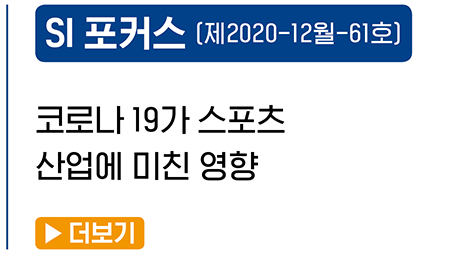 SI 포커스 (제2020-12월-61호)
코로나 19가 스포츠
산업에 미친 영향
▶ 더보기